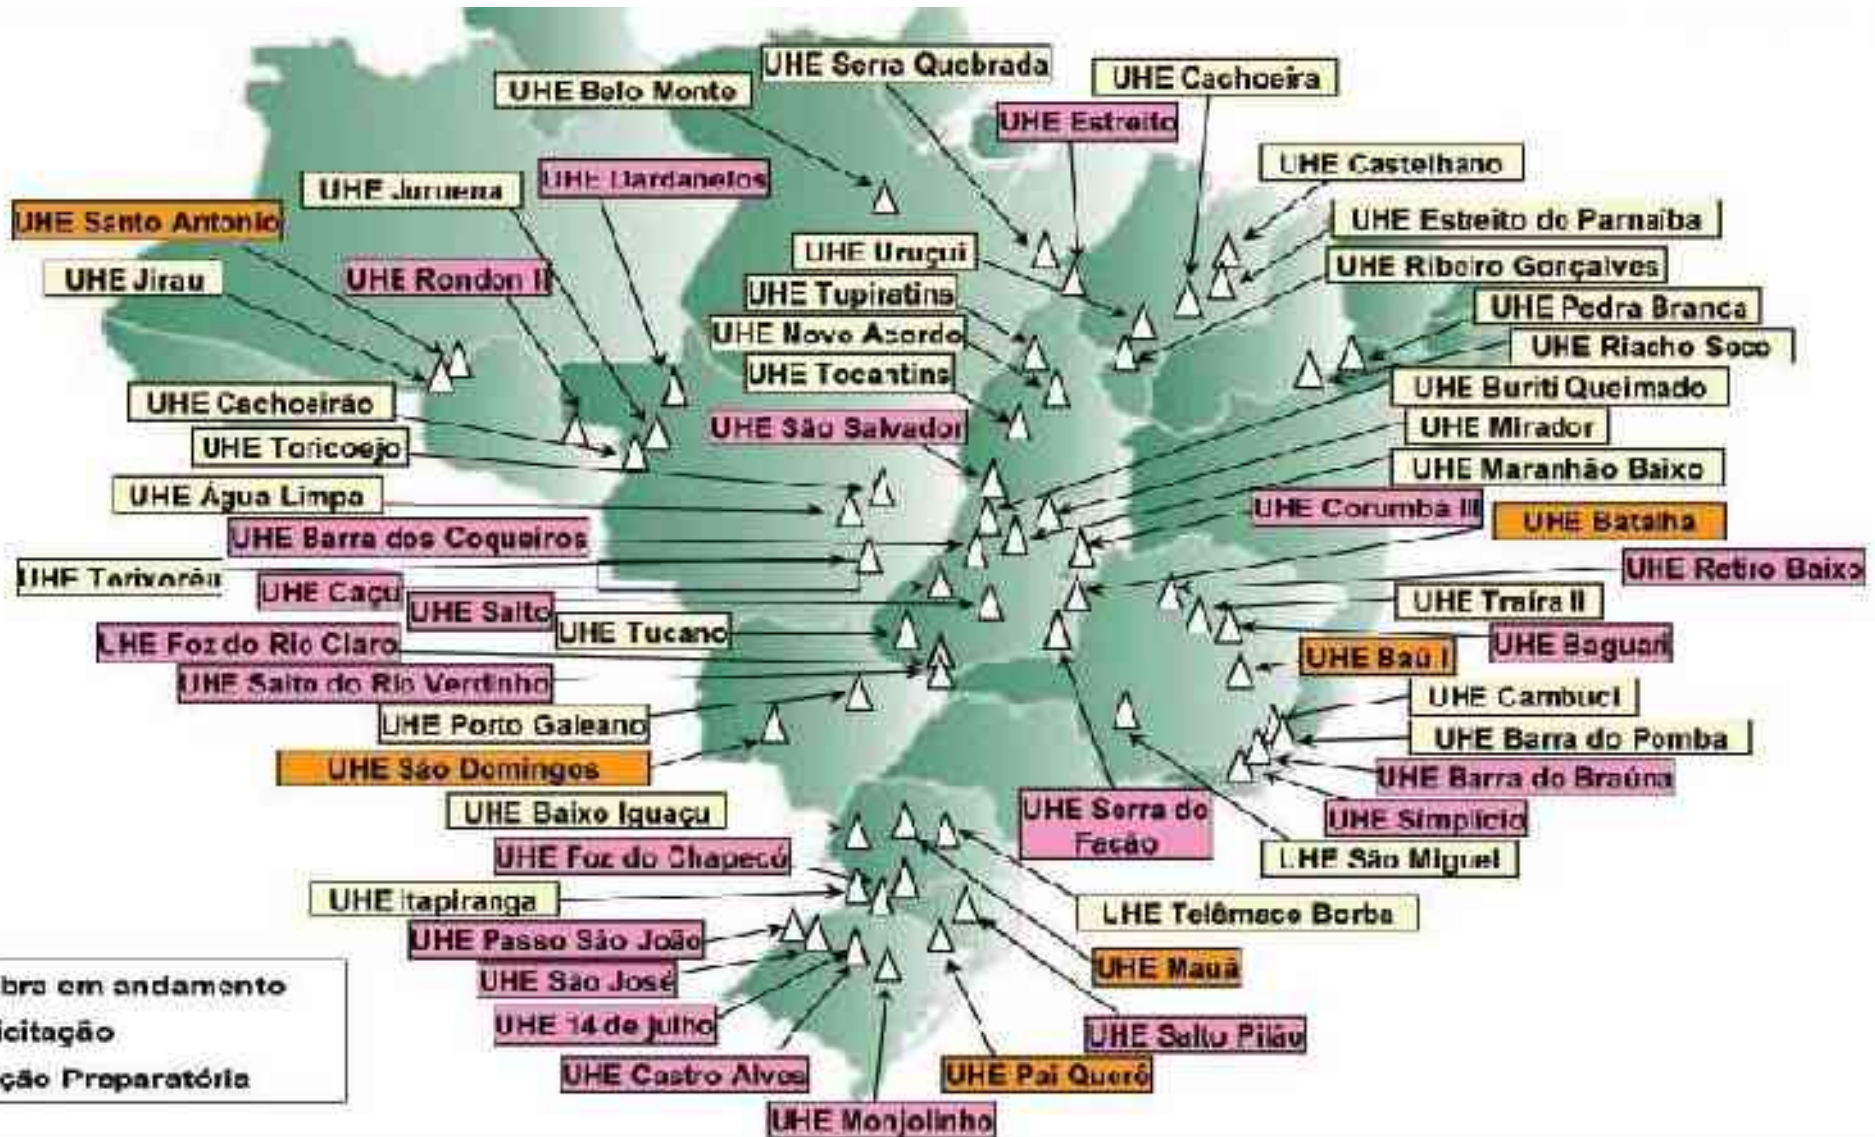 UHE Serra Quebrada
UHE Cachoeira
UHE Belo Monte
UHE Estreito
UHE Castelhano
UHE Juruena
UHE Dardanelos
UHE Santo Antonio
UHE Estreito do Parnaíba
UHE Uruçuí
UHE Ribeiro Gonçalves
UHE Jirau
UHE Rondon II
UHE Tupiratins
UHE Pedra Branca
UHE Novo Acordo
UHE Riacho Seco
UHE Tocantins
UHE Buriti Queimado
UHE Cachoeirão
UHE São Salvador
UHE Mirador
UHE Toricoejo
UHE Maranhão Baixo
UHE Água Limpa
UHE Corumbá III
UHE Batalha
UHE Barra dos Coqueiros
UHE Torixoréu
UHE Retiro Baixo
UHE Caçu
UHE Salto
UHE Traíra II
UHE Tucano
UHE Foz do Rio Claro
UHE Baguari
UHE Baú I
UHE Salto do Rio Verdinho
UHE Cambuci
UHE Porto Galeano
UHE Barra do Pomba
UHE São Domingos
UHE Barra do Braúna
UHE Baixo Iguaçu
UHE Serra do
Facão
UHE Simplício
UHE Foz do Chapecó
UHE São Miguel
UHE Itapiranga
UHE Telêmaco Borba
UHE Passo São João
UHE Mauá
UHE São José
UHE 14 de julho
UHE Salto Pilão
UHE Castro Alves
UHE Pai Querê
UHE Monjolinho
bra em andamento
icitação
ção Preparatória